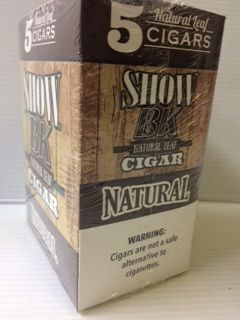 5 Natural Leaf
CIGARS
SHOW
BK
NATURAL LEAF
CIGAR
NATURAL
WARNING:
Cigars are not a safe
alternative to
cigarettes.